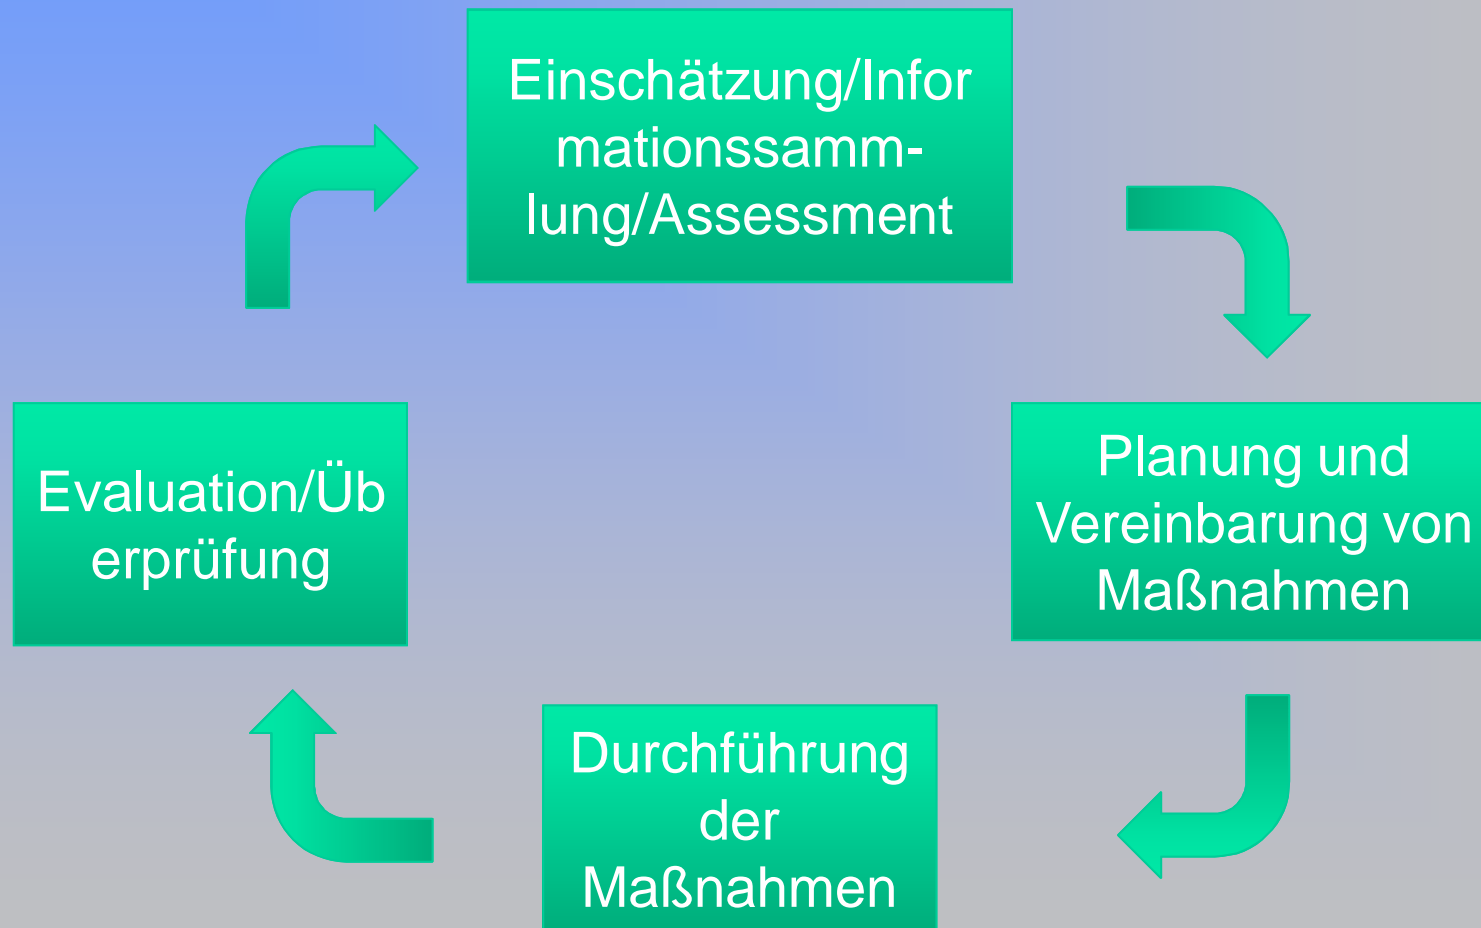 Einschätzung/Infor
mationssamm-
lung/Assessment
Evaluation/Üb
erprüfung
Planung und
Vereinbarung von
Maßnahmen
Durchführung
der
Maßnahmen